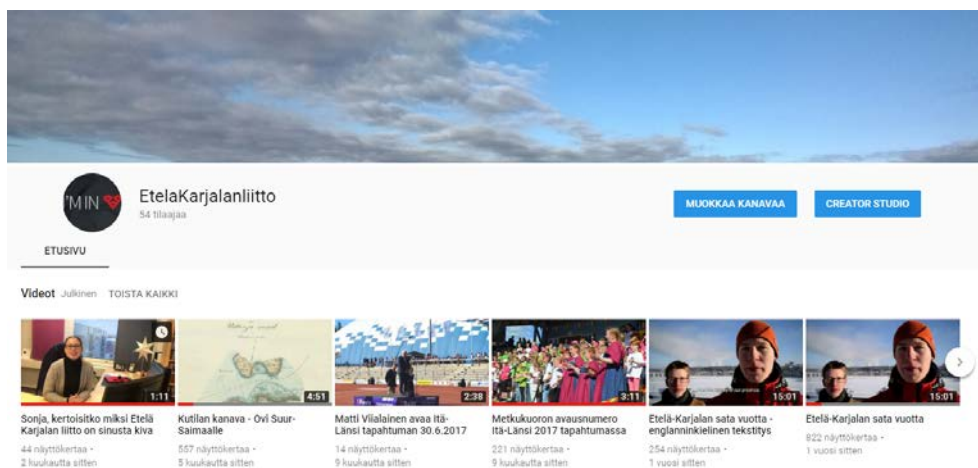 'M IN
EtelaKarjalanliitto
54 tilaajaa
MUOKKAA KANAVAA
CREATOR STUDIO
ETUSIVU
Videot Julkinen TOISTA KAIKKI
1:11
4:51
2:38
3:11
15:01
15:01
Sonja, kertoisitko miksi Etelä
Karjalan liitto on sinusta kiva
44 näyttökertaa •
2 kuukautta sitten
Kutilan kanava - Ovi Suur-
Saimaalle
557 näyttökertaa •
5 kuukautta sitten
Matti Viialainen avaa Itä-
Länsi tapahtuman 30.6.2017
14 näyttökertaa •
9 kuukautta sitten
Metkukuoron avausnumero
Itä-Länsi 2017 tapahtumassa
221 näyttökertaa •
9 kuukautta sitten
Etelä-Karjalan sata vuotta -
englanninkielinen tekstitys
254 näyttökertaa •
1 vuosi sitten
Etelä-Karjalan sata vuotta
822 näyttökertaa •
1 vuosi sitten